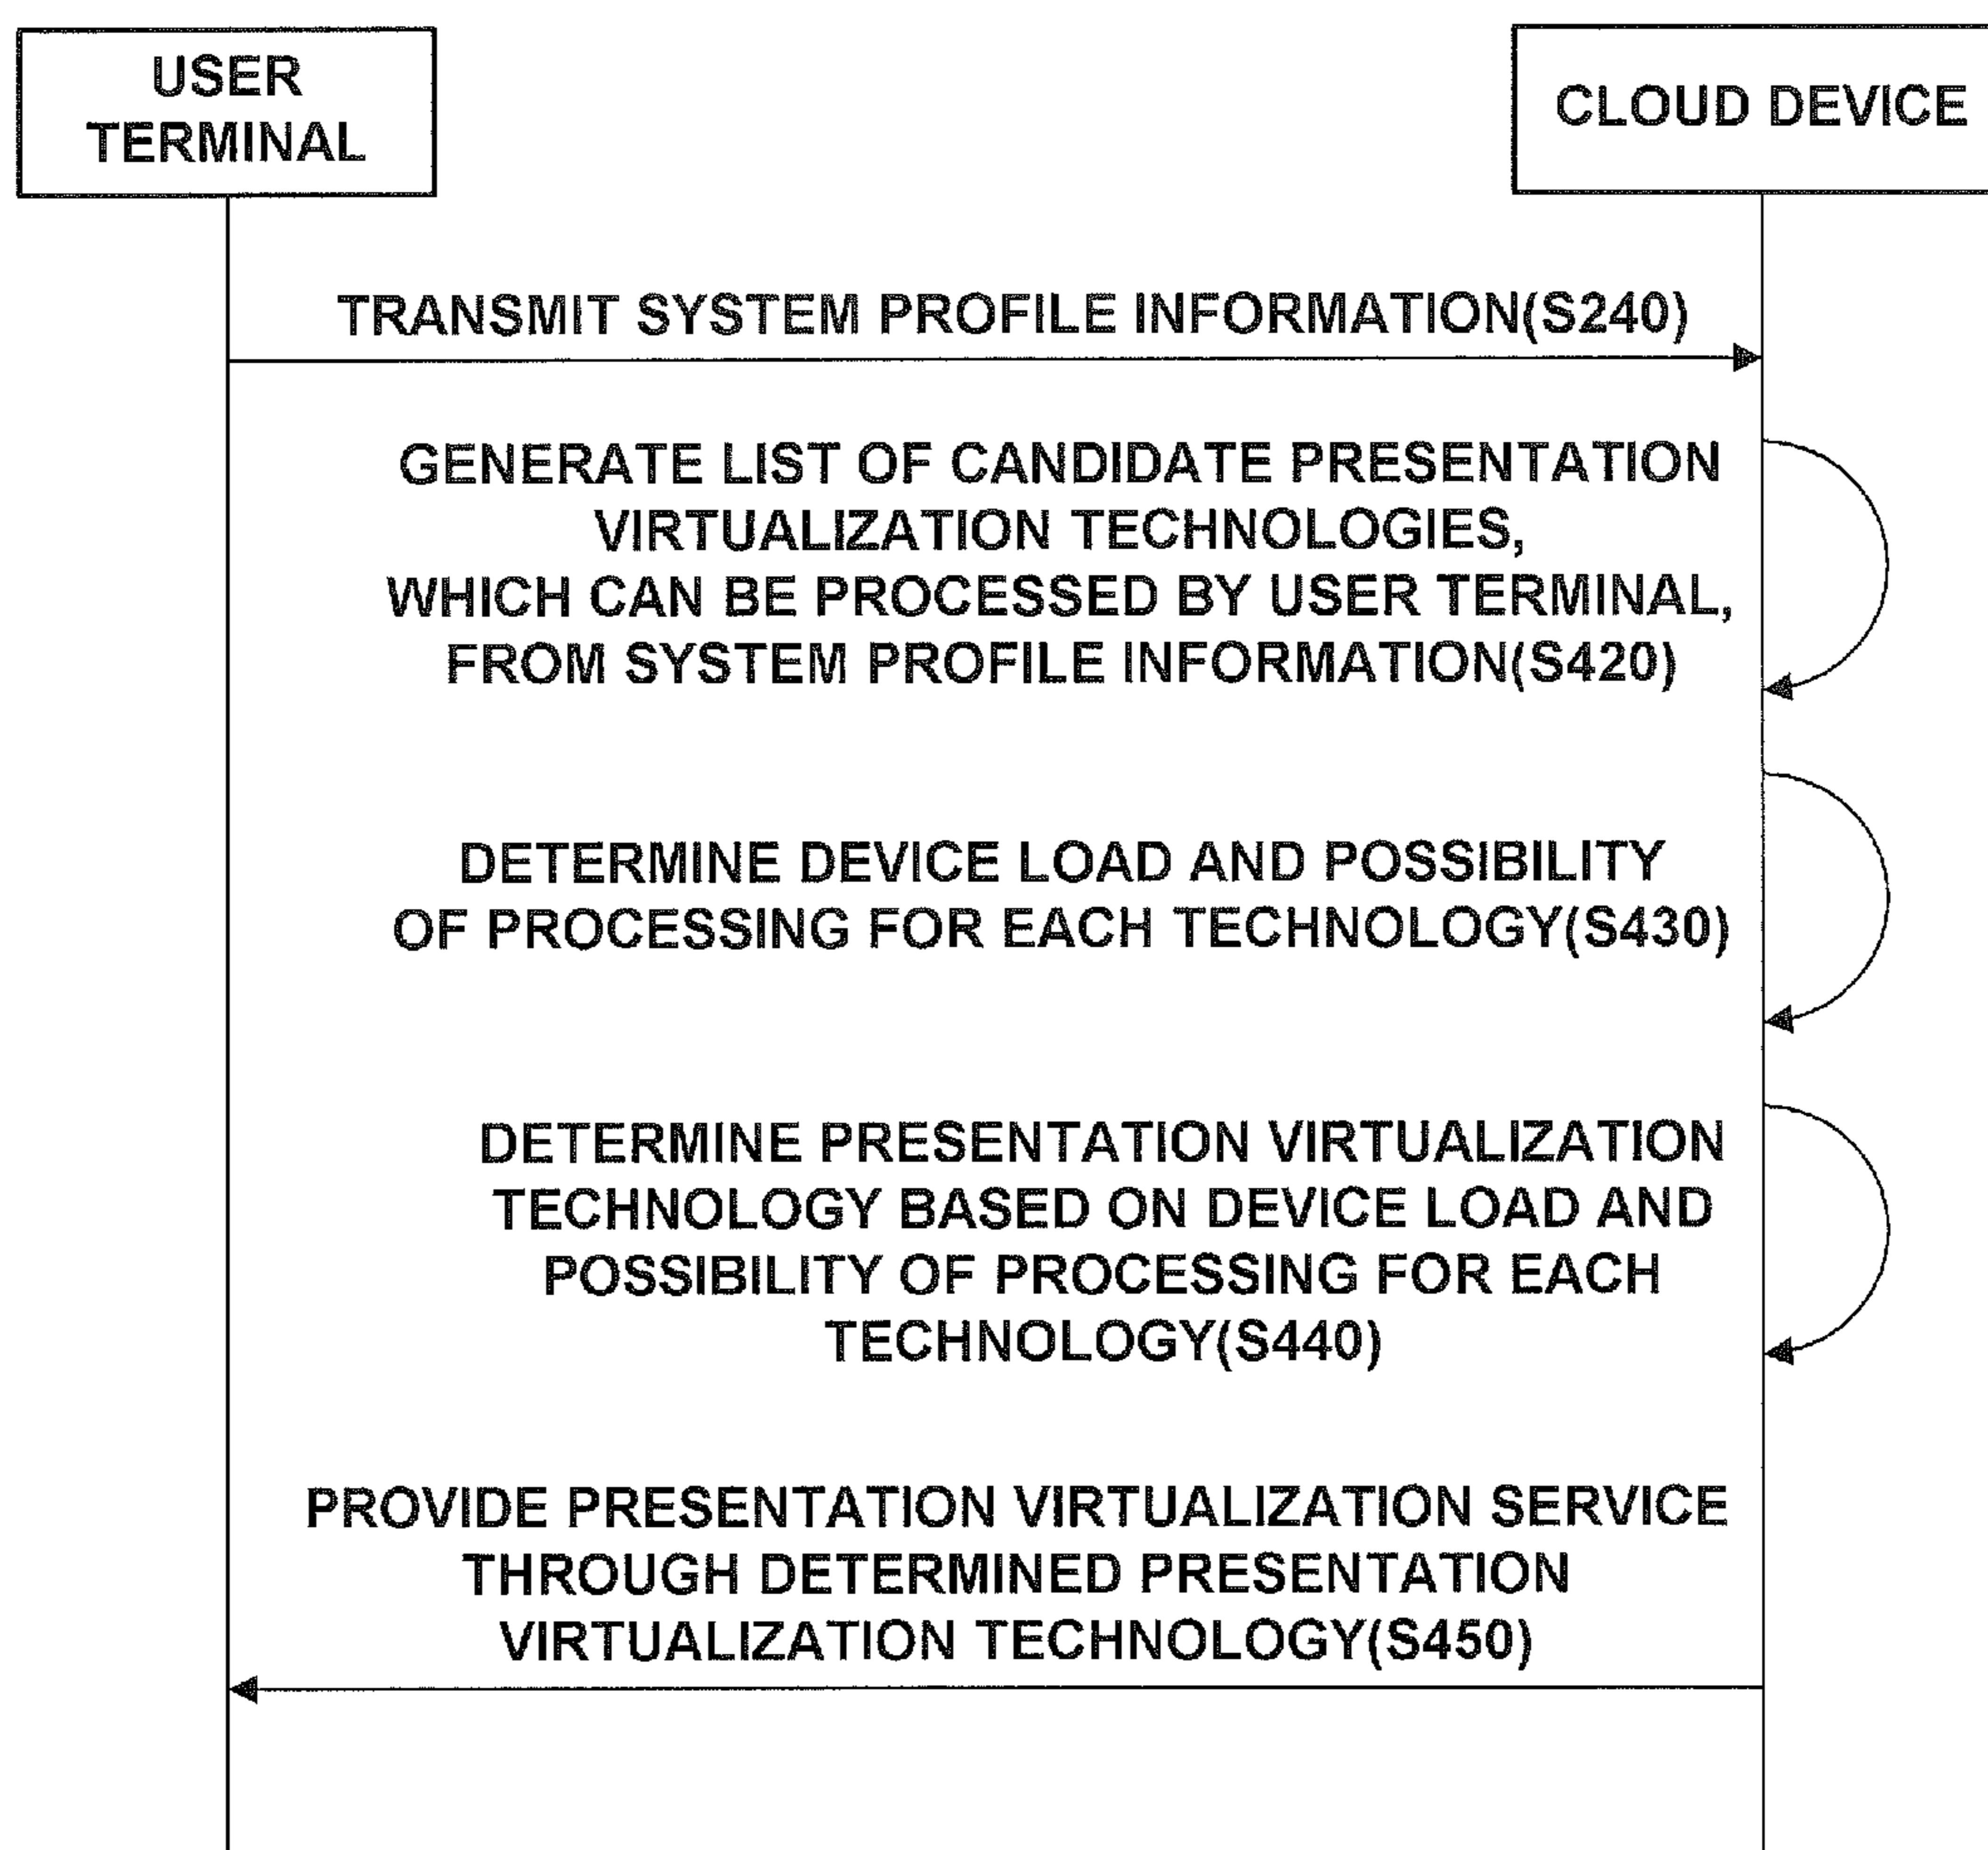 USER
TERMINAL
CLOUD DEVICE
TRANSMIT SYSTEM PROFILE INFORMATION(S240)
GENERATE LIST OF CANDIDATE PRESENTATION
VIRTUALIZATION TECHNOLOGIES,
WHICH CAN BE PROCESSED BY USER TERMINAL,
FROM SYSTEM PROFILE INFORMATION(S420)
DETERMINE DEVICE LOAD AND POSSIBILITY
OF PROCESSING FOR EACH TECHNOLOGY(S430)
DETERMINE PRESENTATION VIRTUALIZATION
TECHNOLOGY BASED ON DEVICE LOAD AND
POSSIBILITY OF PROCESSING FOR EACH
TECHNOLOGY(S440)
PROVIDE PRESENTATION VIRTUALIZATION SERVICE
THROUGH DETERMINED PRESENTATION
VIRTUALIZATION TECHNOLOGY(S450)